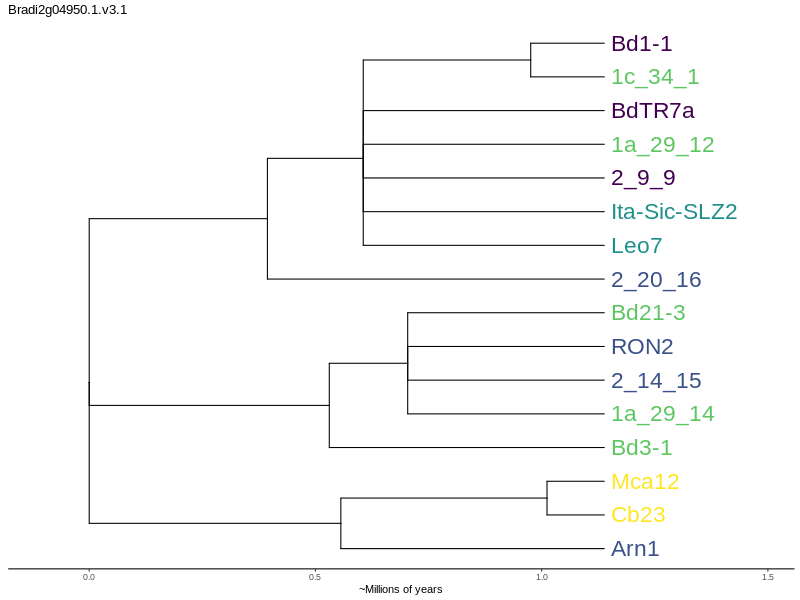 Bradi2g04950.1.v3.1
Bd1-1
1c_34_1
BdTR7a
1a_29_12
2_9_9
Ita-Sic-SLZ2
Leo7
2_20_16
Bd21-3
RON2
2_14_15
1a_29_14
Bd3-1
Mca12
Cb23
Arn1
0.0 0.5 1.0 1.5
~Millions of years